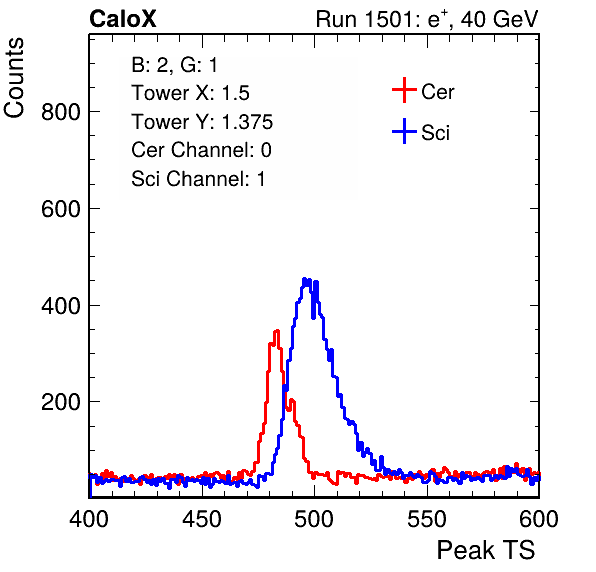 CaloX
Run 1501: e+, 40 GeV
Counts
B: 2, G: 1
Tower X: 1.5
Tower Y: 1.375
Cer Channel: 0
Sci Channel: 1
Cer
Sci
800
600
400
200
400 450 500 550 600
Peak TS